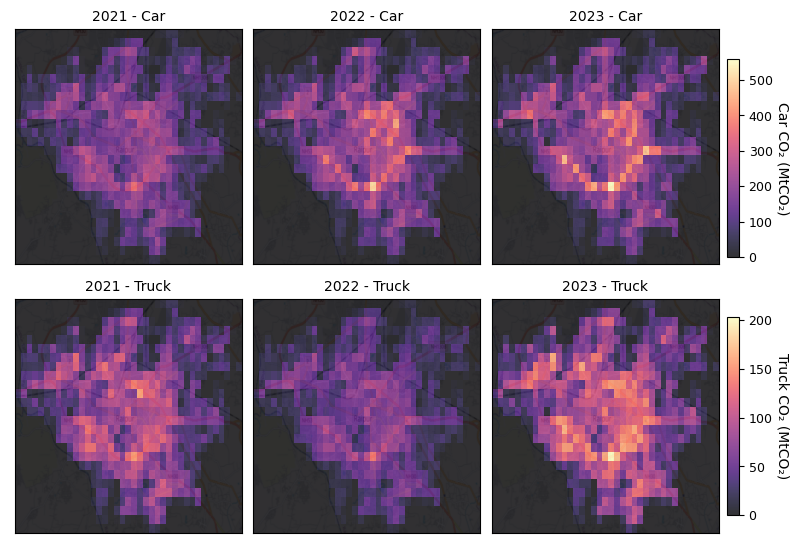 2021 - Car
2022 - Car
2023 - Car
500
400
300
200
100
0
Car CO₂ (MtCO₂)
2021 - Truck
2022 - Truck
2023 - Truck
200
150
100
50
0
Truck CO₂ (MtCO₂)